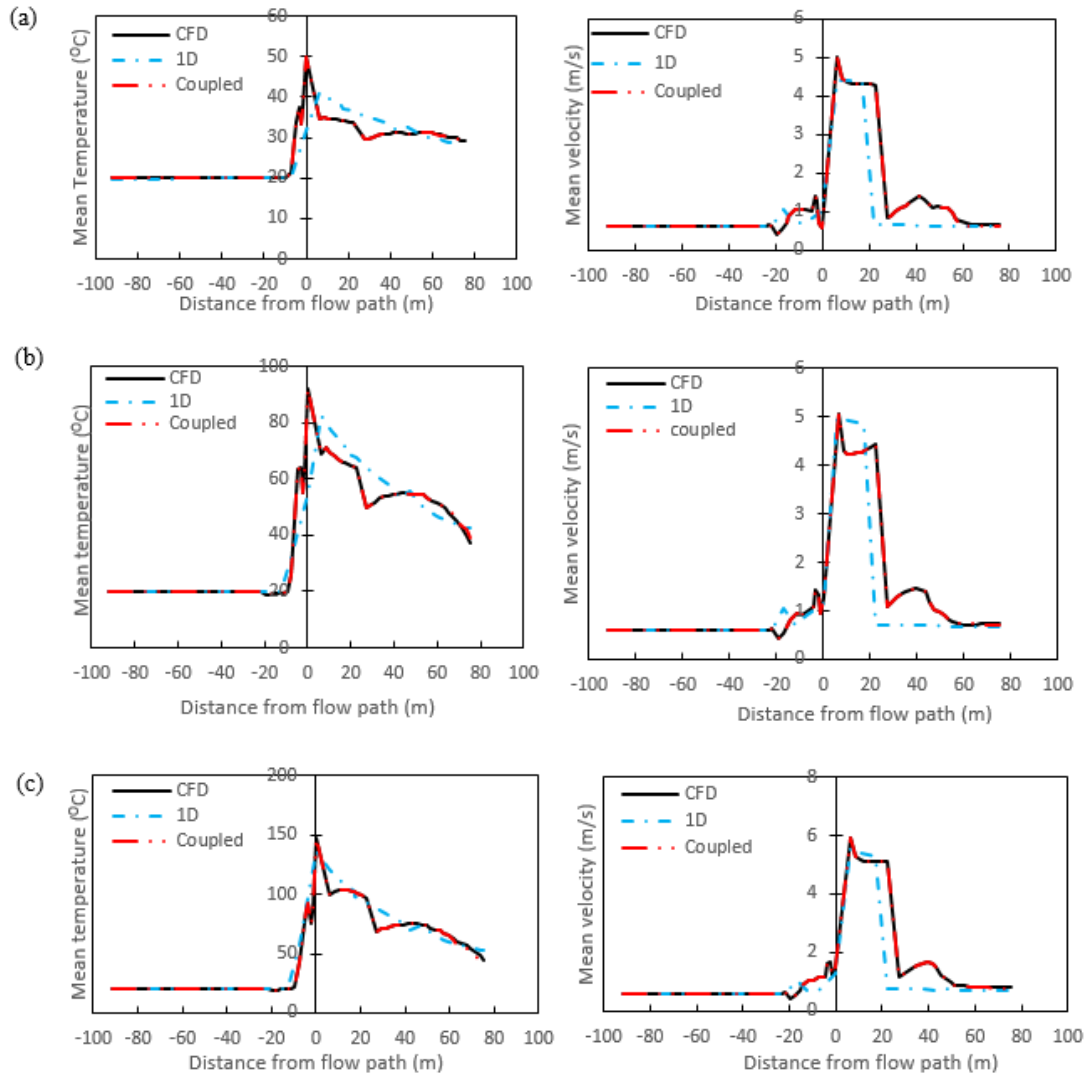 (a)
Mean Temperature (⁰C)
60
50
40
30
20
10
0
CFD
1D
Coupled
-100 -80 -60 -40 -20 0 20 40 60 80 100
Distance from flow path (m)
Mean velocity (m/s)
6
5
4
3
2
1
0
CFD
1D
Coupled
-100 -80 -60 -40 -20 0 20 40 60 80 100
Distance from flow path (m)
(b)
Mean temperature (⁰C)
100
80
60
40
20
0
CFD
1D
Coupled
-100 -80 -60 -40 -20 0 20 40 60 80 100
Distance from flow path (m)
Mean velocity (m/s)
6
5
4
3
2
1
0
CFD
1D
coupled
-100 -80 -60 -40 -20 0 20 40 60 80 100
Distance from flow path (m)
(c)
Mean temperature (⁰C)
200
150
100
50
0
CFD
1D
Coupled
-100 -80 -60 -40 -20 0 20 40 60 80 100
Distance from flow path (m)
Mean velocity (m/s)
8
6
4
2
0
CFD
1D
Coupled
-100 -80 -60 -40 -20 0 20 40 60 80 100
Distance from flow path (m)